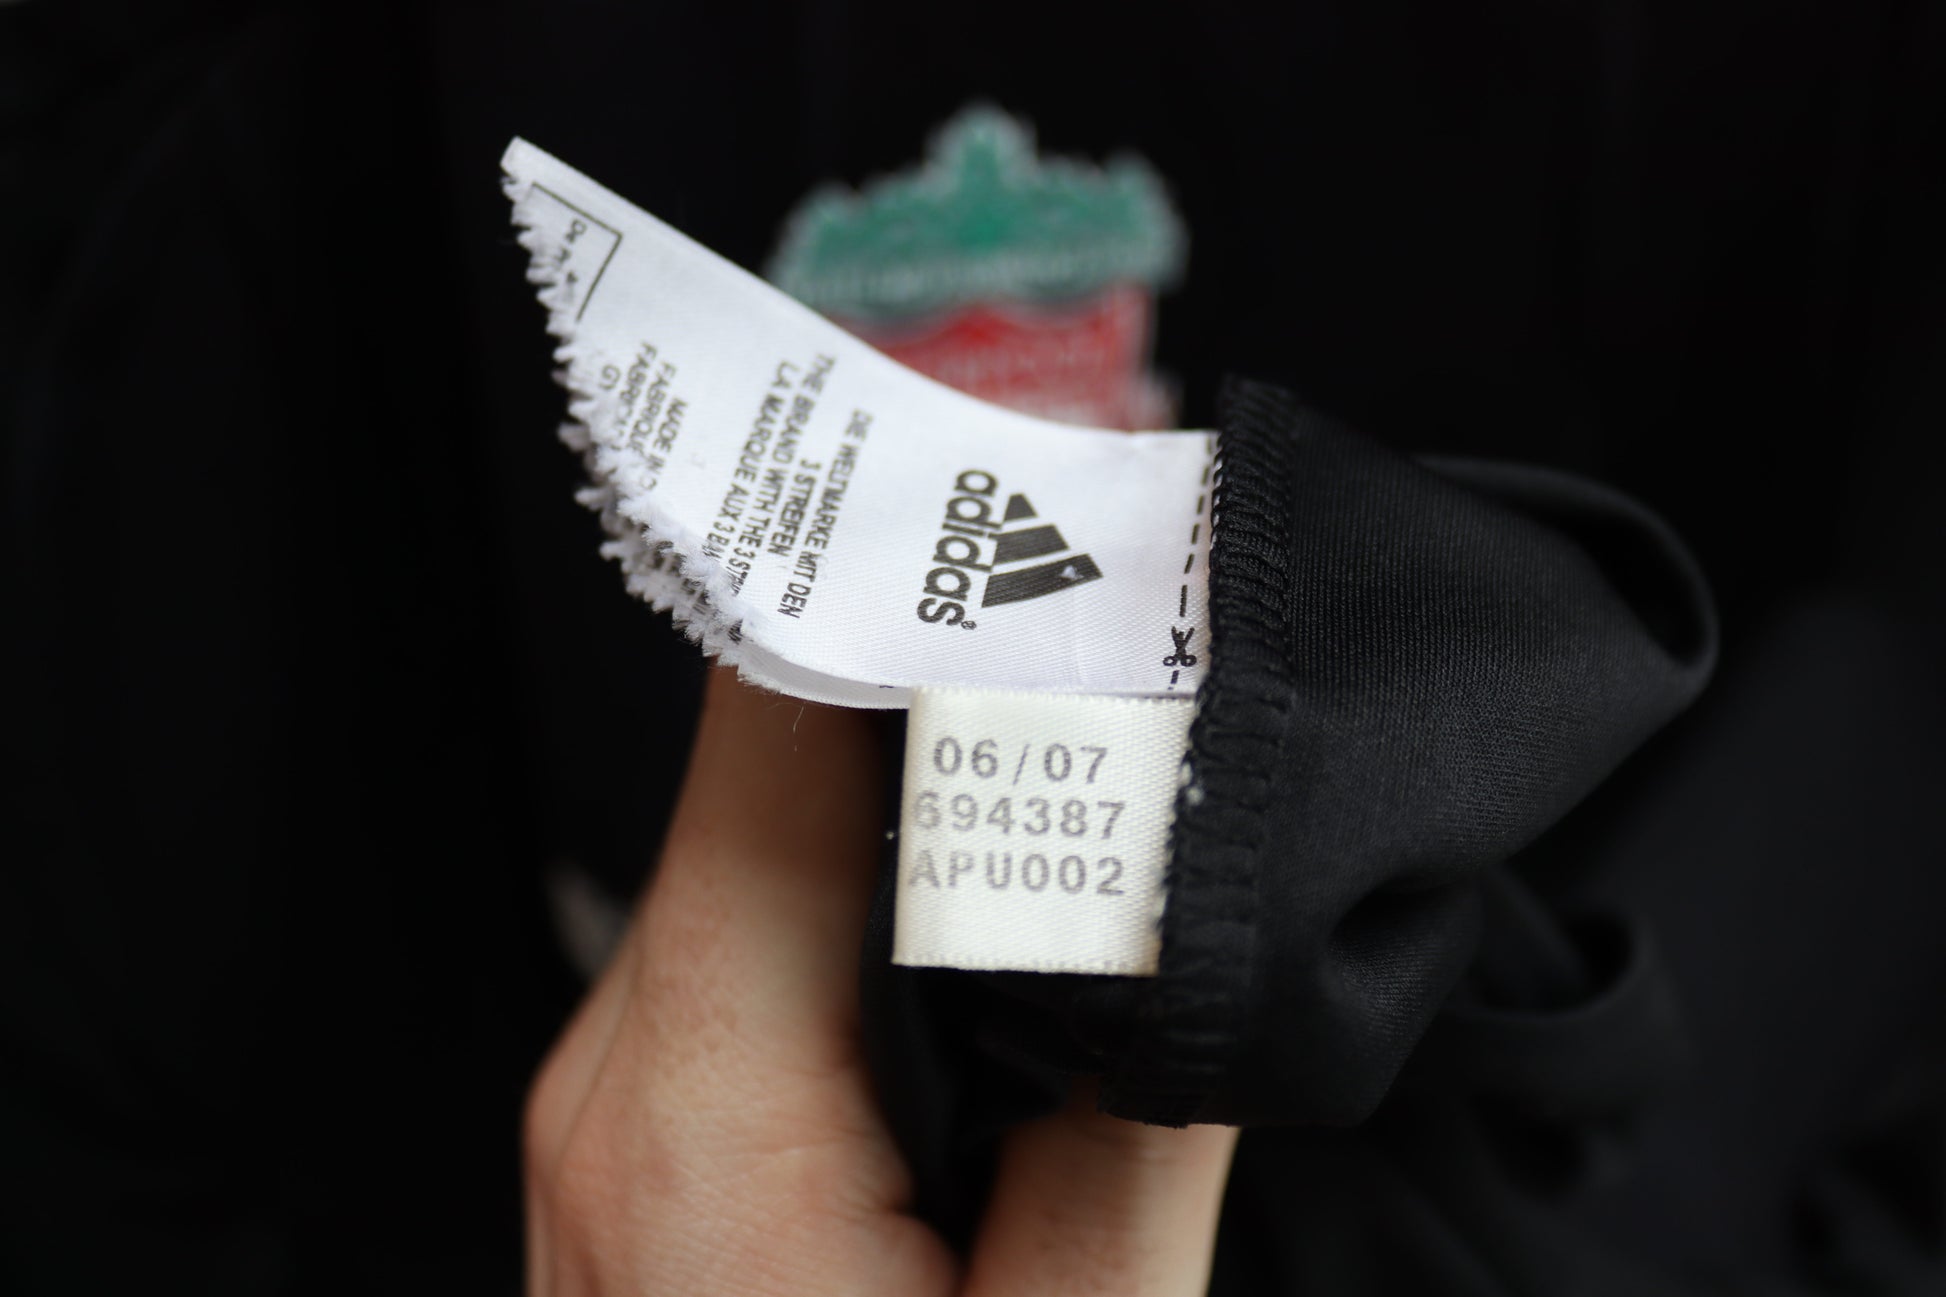 adidas®
DIE WELTMARKE MIT DEN
3 STREIFEN
THE BRAND WITH THE 3
LA MARQUE AUX 3
MADE IN
FABRIQUE
06/07
694387
APU002